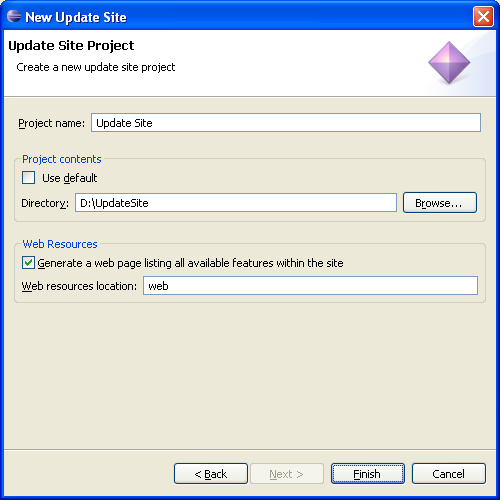 New Update Site
Update Site Project
Create a new update site project
Project name: Update Site
Project contents
Use default
Directory: D:\UpdateSite Browse...
Web Resources
Generate a web page listing all available features within the site
Web resources location: web
< Back Next > Finish Cancel